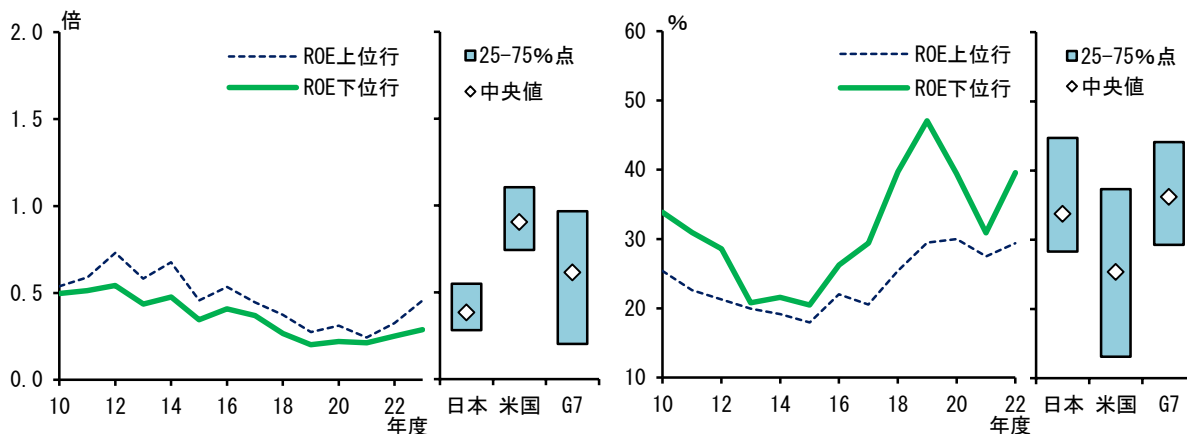 倍
2.0
1.5
1.0
0.5
0.0
ROE上位行
ROE下位行
10 12 14 16 18 20 22
年度
25-75%点
中央値
日本 米国 G7
%
60
50
40
30
20
10
ROE上位行
ROE下位行
10 12 14 16 18 20 22
年度
25-75%点
中央値
日本 米国 G7